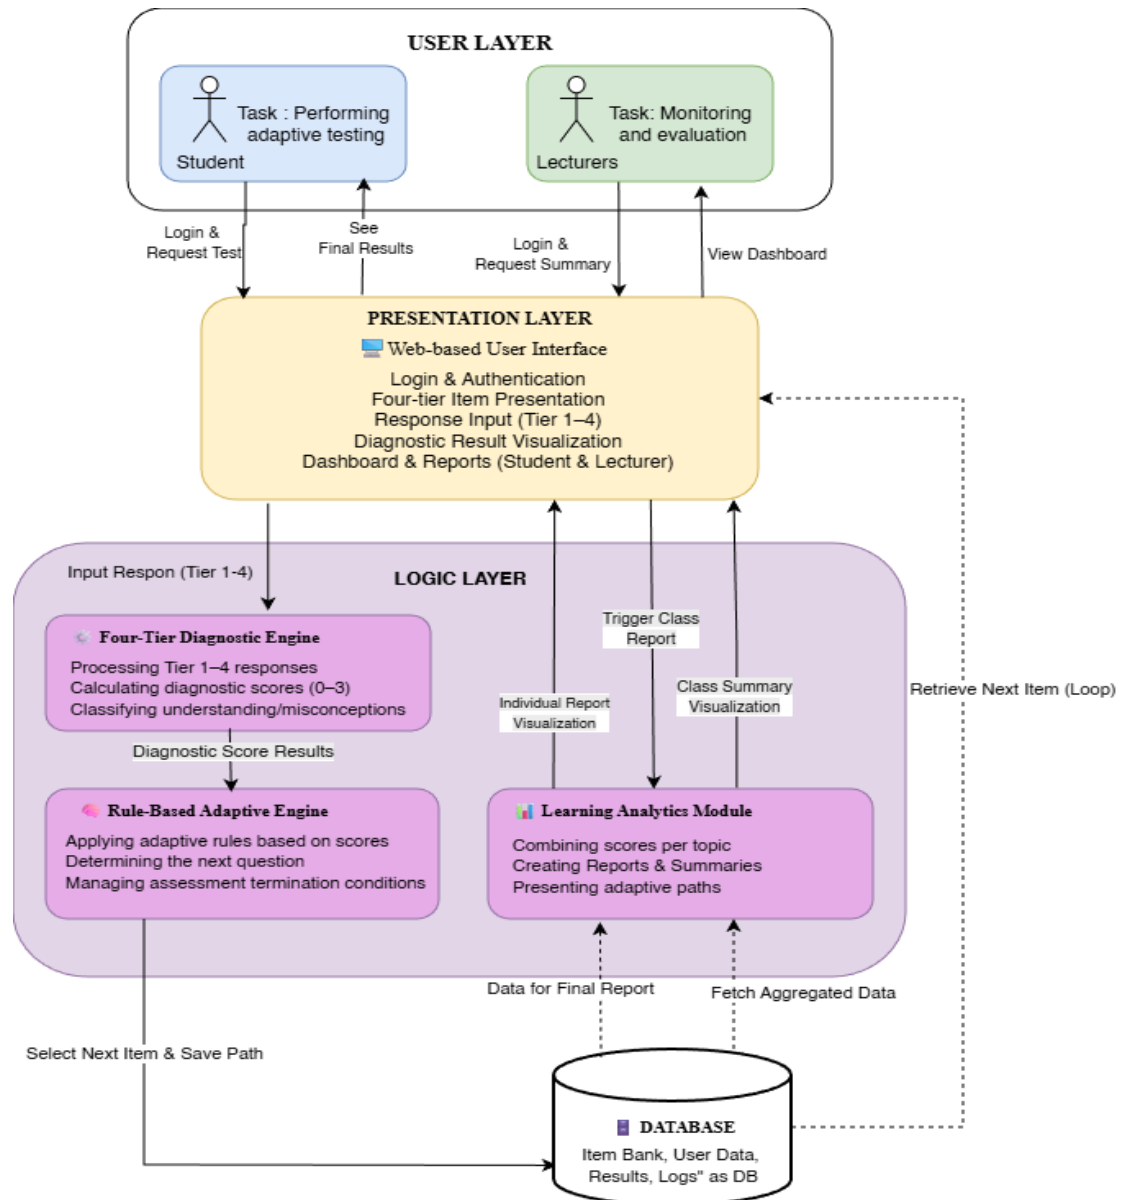 USER LAYER
Task : Performing
adaptive testing
Student
Task: Monitoring
and evaluation
Lecturers
Login &
Request Test
See
Final Results
Login &
Request Summary
View Dashboard
PRESENTATION LAYER
Web-based User Interface
Login & Authentication
Four-tier Item Presentation
Response Input (Tier 1–4)
Diagnostic Result Visualization
Dashboard & Reports (Student & Lecturer)
Input Respon (Tier 1-4)
LOGIC LAYER
Four-Tier Diagnostic Engine
Processing Tier 1–4 responses
Calculating diagnostic scores (0–3)
Classifying understanding/misconceptions
Trigger Class
Report
Individual Report
Visualization
Class Summary
Visualization
Retrieve Next Item (Loop)
Diagnostic Score Results
Rule-Based Adaptive Engine
Applying adaptive rules based on scores
Determining the next question
Managing assessment termination conditions
Learning Analytics Module
Combining scores per topic
Creating Reports & Summaries
Presenting adaptive paths
Data for Final Report
Fetch Aggregated Data
Select Next Item & Save Path
DATABASE
Item Bank, User Data,
Results, Logs" as DB